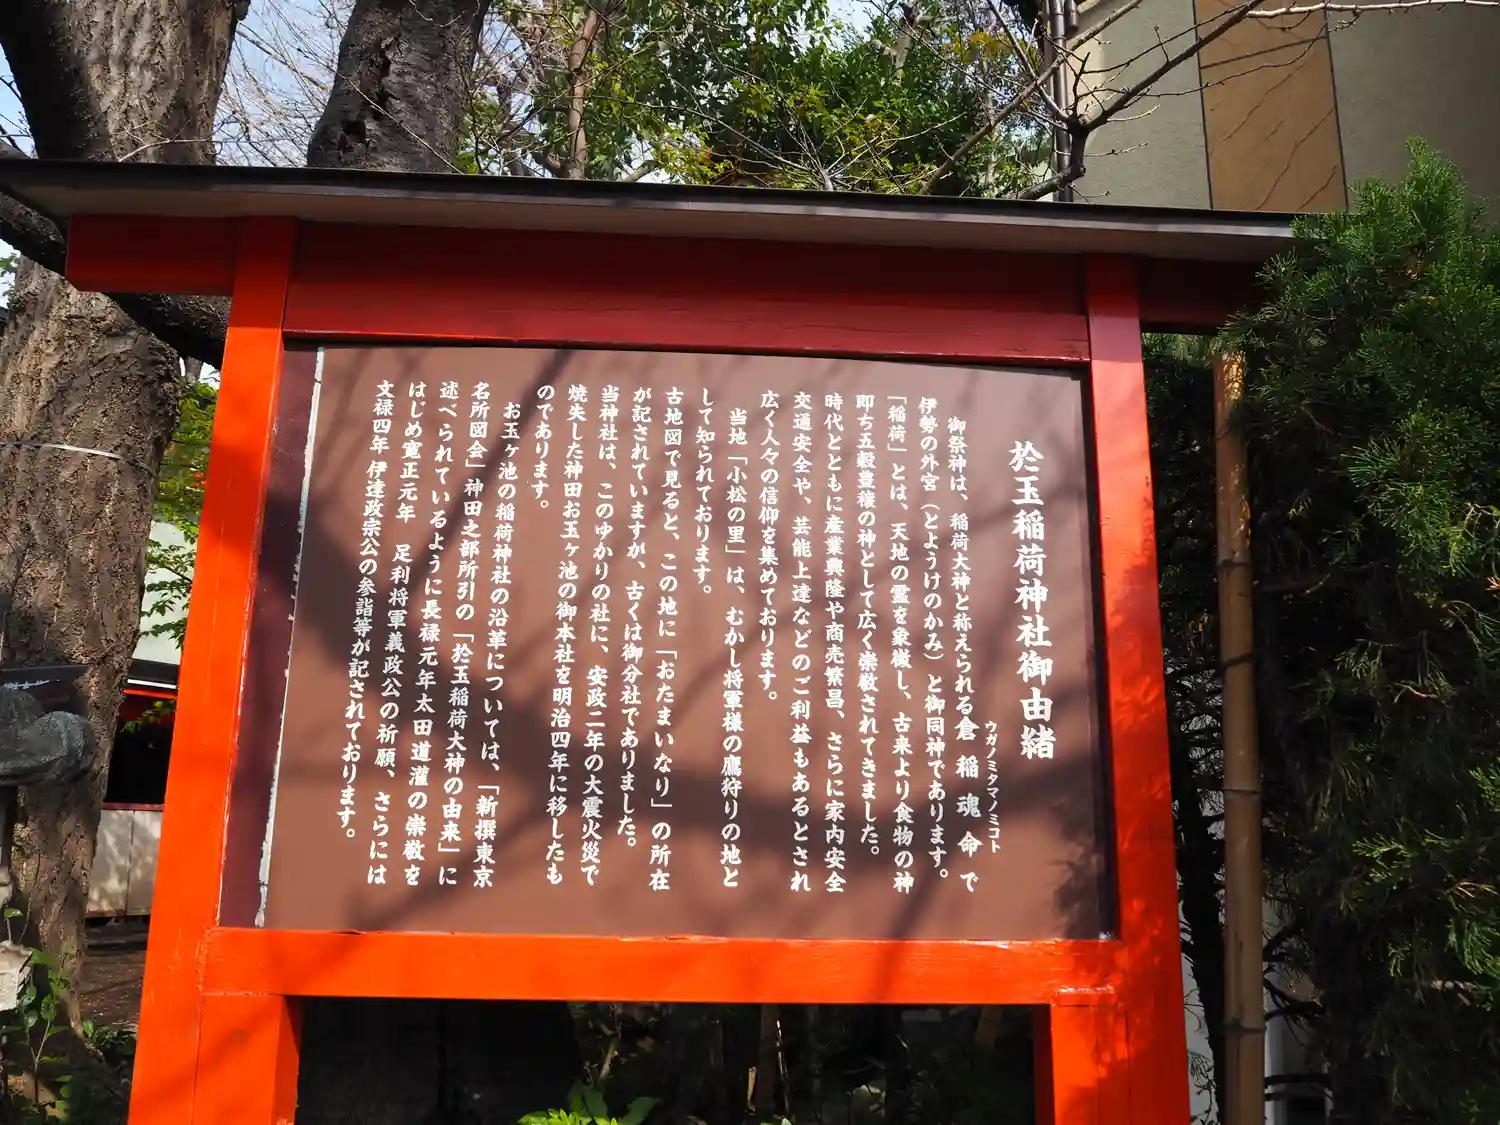 於玉稲荷神社御由緒
御祭神は、稲荷大神と称えられる倉稲魂命で
ウガノミタマノミコト
伊勢の外宮（とようけのかみ）と御同神であります。
「稲荷」とは、天地の霊を象徴し、古来より食物の神
即ち五穀豊穣の神として広く崇敬されてきました。
時代とともに産業興隆や商売繁昌、さらに家内安全
交通安全や、芸能上達などのご利益もあるとされ
広く人々の信仰を集めております。
当地「小松の里」は、むかし将軍様の鷹狩りの地と
して知られております。
古地図で見ると、この地に「おたまいなり」の所在
が記されていますが、古くは御分社でありました。
当神社は、このゆかりの社に、安政二年の大震火災で
焼失した神田お玉ヶ池の御本社を明治四年に移したも
のであります。
お玉ヶ池の稲荷神社の沿革については、「新撰東京
名所図会」神田之部所引の「於玉稲荷大神の由来」に
述べられているように長禄元年太田道灌の崇敬を
はじめ寛正元年　足利将軍義政公の祈願、さらには
文禄四年 伊達政宗公の参詣等が記されております。